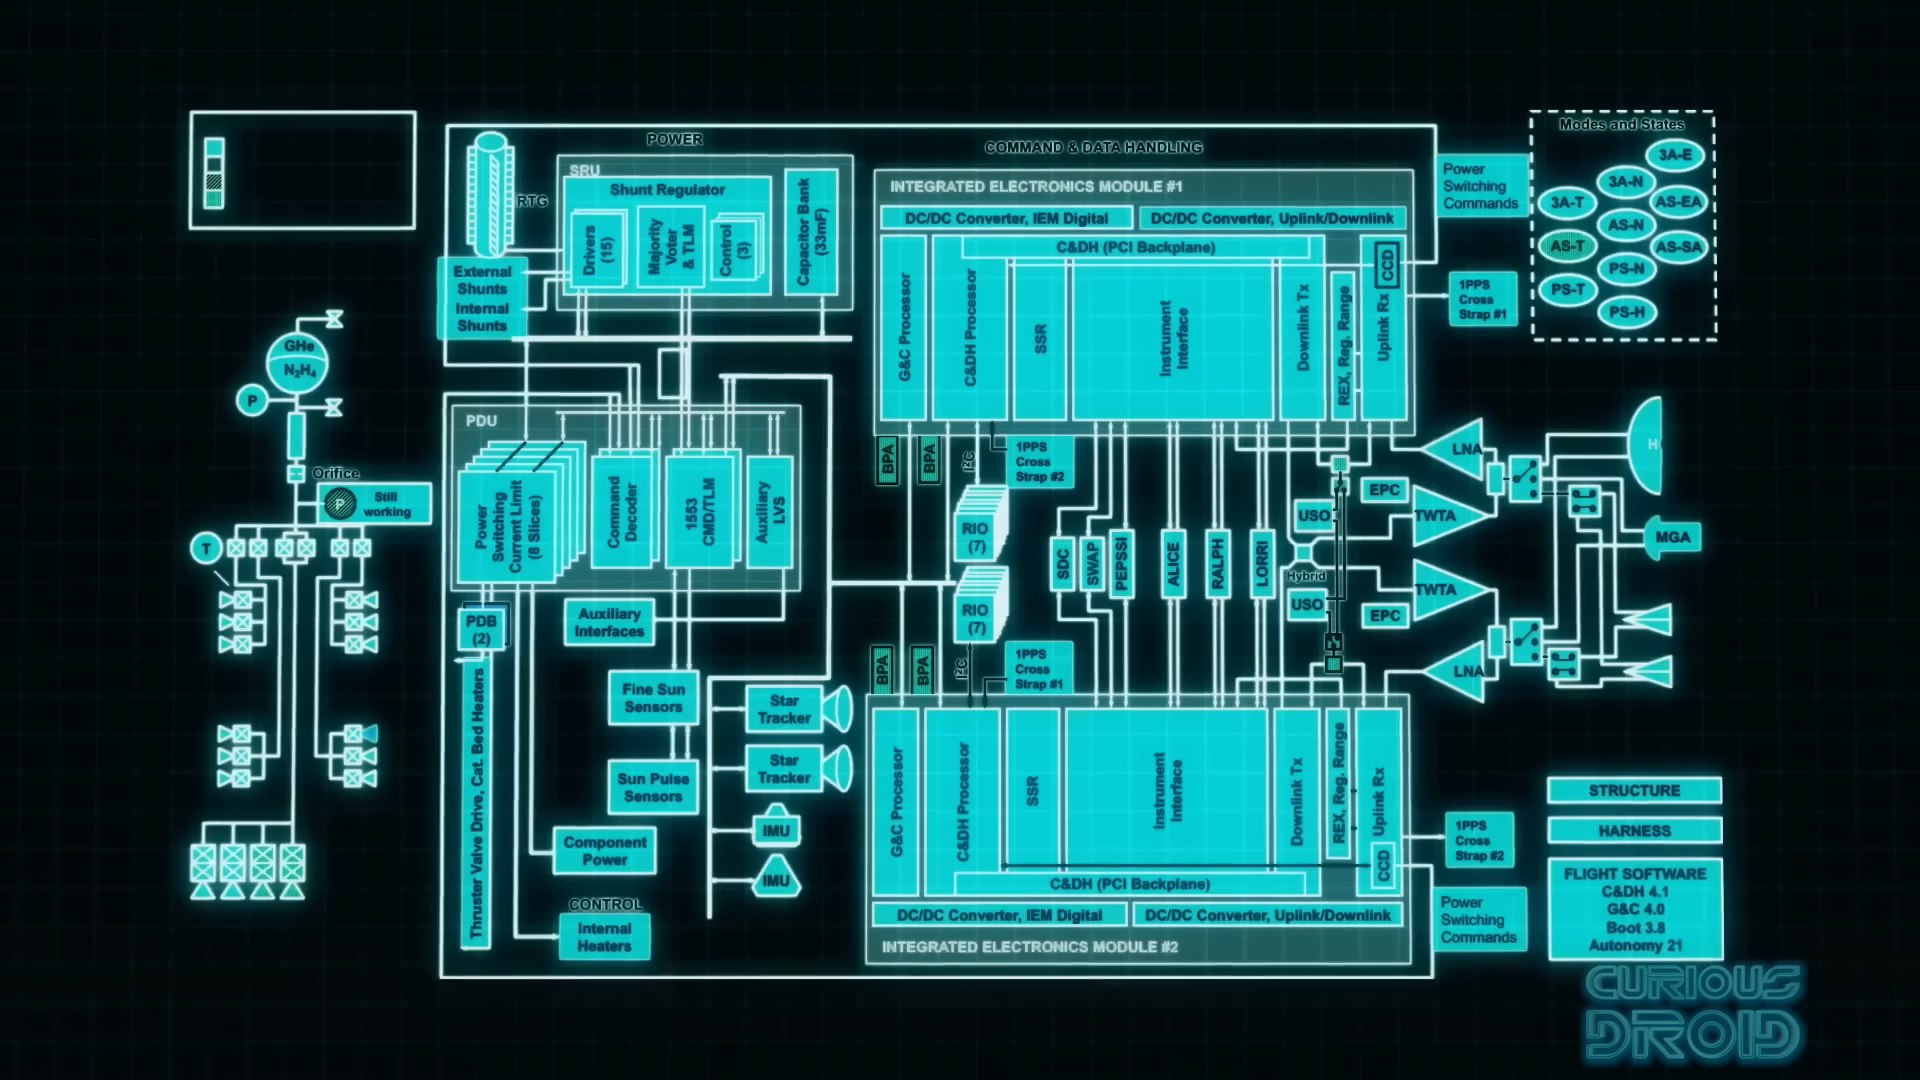 POWER
COMMAND & DATA HANDLING
Modes and States
3A-E
3A-N
3A-T
AS-EA
AS-N
AS-T
AS-SA
PS-N
PS-T
PS-H
RTG
SRU
Shunt Regulator
Drivers
(15)
Majority
Voter
& TLM
Control
(3)
Capacitor Bank
(33mF)
External
Shunts
Internal
Shunts
INTEGRATED ELECTRONICS MODULE #1
DC/DC Converter, IEM Digital
DC/DC Converter, Uplink/Downlink
C&DH (PCI Backplane)
G&C Processor
C&DH Processor
SSR
Instrument
Interface
Downlink Tx
REX, Reg. Range
Uplink Rx
CCD
Power
Switching
Commands
1PPS
Cross
Strap #1
GHe
N₂H₄
P
Orifice
P
Still
working
T
PDU
Power
Switching
Current Limit
(8 Slices)
Command
Decoder
1553
CMD/TLM
Auxiliary
LVS
BPA
BPA
I²C
1PPS
Cross
Strap #2
RIO
(7)
RIO
(7)
SDC
SWAP
PEPSSI
ALICE
RALPH
LORRI
USO
Hybrid
USO
EPC
EPC
LNA
TWTA
TWTA
LNA
MGA
PDB
(2)
Auxiliary
Interfaces
Thruster Valve Drive, Cat. Bed Heaters
Fine Sun
Sensors
Sun Pulse
Sensors
Star
Tracker
Star
Tracker
IMU
IMU
Component
Power
CONTROL
Internal
Heaters
BPA
BPA
I²C
1PPS
Cross
Strap #1
G&C Processor
C&DH Processor
SSR
Instrument
Interface
Downlink Tx
REX, Reg. Range
Uplink Rx
CCD
C&DH (PCI Backplane)
DC/DC Converter, IEM Digital
DC/DC Converter, Uplink/Downlink
INTEGRATED ELECTRONICS MODULE #2
1PPS
Cross
Strap #2
Power
Switching
Commands
STRUCTURE
HARNESS
FLIGHT SOFTWARE
C&DH 4.1
G&C 4.0
Boot 3.8
Autonomy 21
CURIOUS
DROID